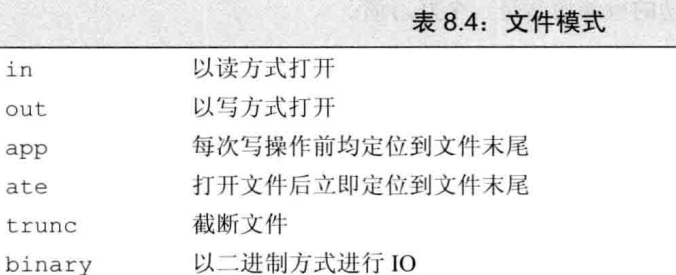 表 8.4：文件模式
in 以读方式打开
out 以写方式打开
app 每次写操作前均定位到文件末尾
ate 打开文件后立即定位到文件末尾
trunc 截断文件
binary 以二进制方式进行 IO